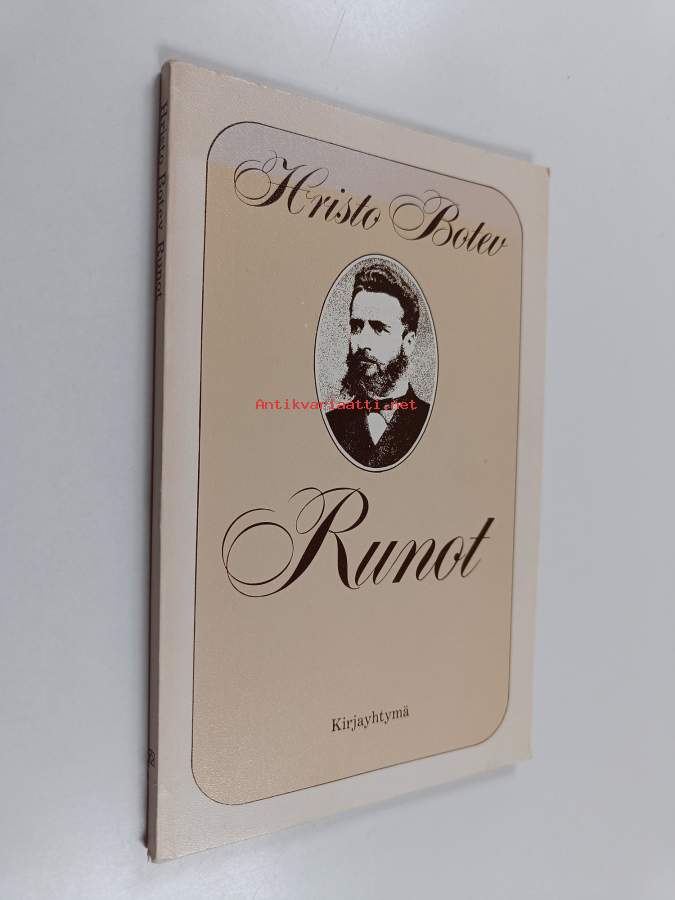 Hristo Botev
Antikvariaatti.net
Runot
Kirjayhtymä
Hristo Botev Runot